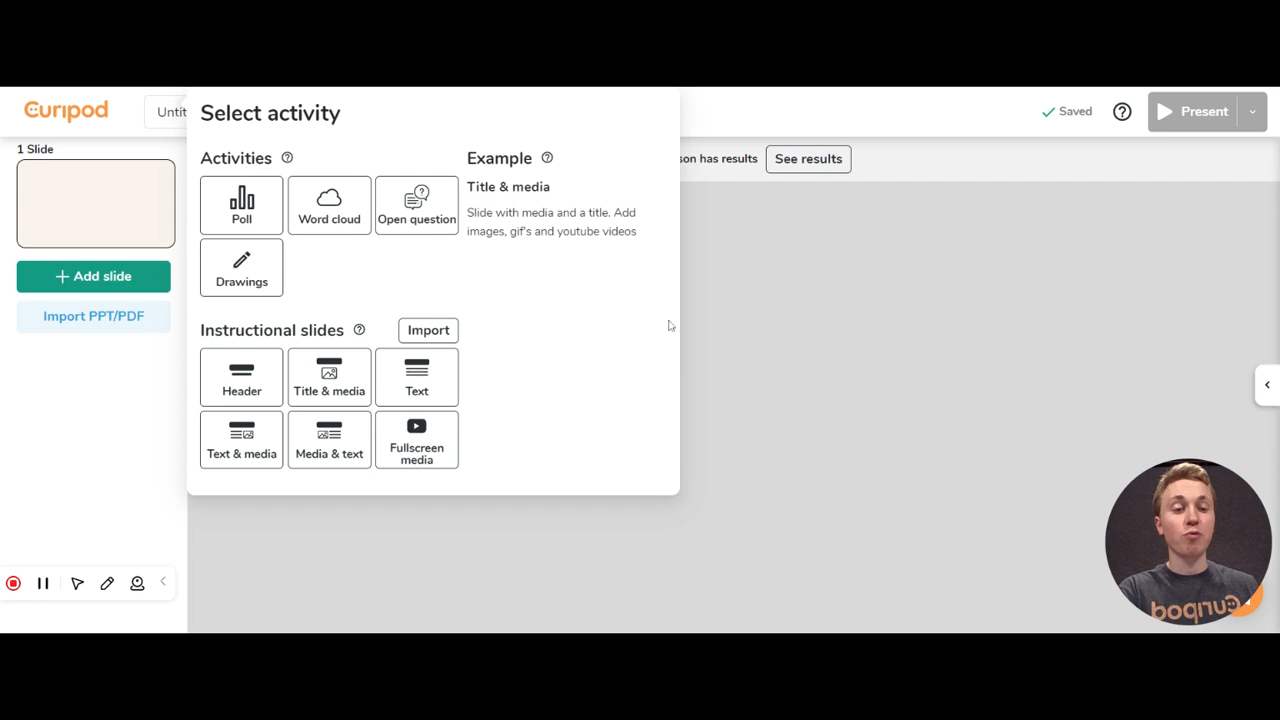 Curipod
Untit
Select activity
Saved
Present
1 Slide
Activities
Example
son has results
See results
Title & media
Poll
Word cloud
Open question
Slide with media and a title. Add
images, gif's and youtube videos
Drawings
+ Add slide
Import PPT/PDF
Instructional slides
Import
Header
Title & media
Text
Text & media
Media & text
Fullscreen
media
Curipod